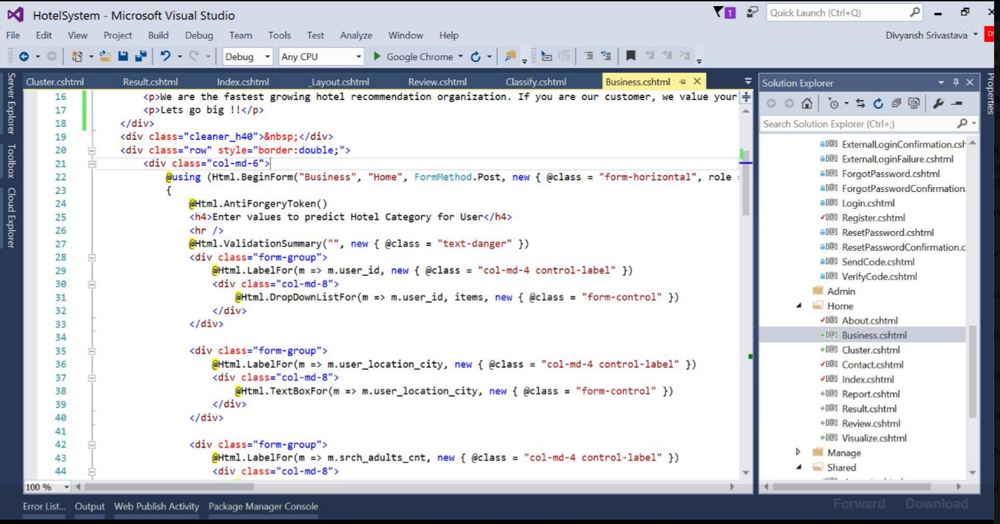 HotelSystem - Microsoft Visual Studio
1
Quick Launch (Ctrl+Q)
File Edit View Project Build Debug Team Tools Test Analyze Window Help
Divyansh Srivastava
Debug Any CPU Google Chrome
Server Explorer
Toolbox
Cloud Explorer
Cluster.cshtml Result.cshtml Index.cshtml _Layout.cshtml Review.cshtml Classify.cshtml Business.cshtml
16 <p>We are the fastest growing hotel recommendation organization. If you are our customer, we value your
17 <p>Lets go big !!</p>
18 </div>
19 <div class="cleaner_h40">&nbsp;</div>
20 <div class="row" style="border:double;">
21 <div class="col-md-6">
22 @using (Html.BeginForm("Business", "Home", FormMethod.Post, new { @class = "form-horizontal", role =
23 {
24 @Html.AntiForgeryToken()
25 <h4>Enter values to predict Hotel Category for User</h4>
26 <hr />
27 @Html.ValidationSummary("", new { @class = "text-danger" })
28 <div class="form-group">
29 @Html.LabelFor(m => m.user_id, new { @class = "col-md-4 control-label" })
30 <div class="col-md-8">
31 @Html.DropDownListFor(m => m.user_id, items, new { @class = "form-control" })
32 </div>
33 </div>
34
35 <div class="form-group">
36 @Html.LabelFor(m => m.user_location_city, new { @class = "col-md-4 control-label" })
37 <div class="col-md-8">
38 @Html.TextBoxFor(m => m.user_location_city, new { @class = "form-control" })
39 </div>
40 </div>
41
42 <div class="form-group">
43 @Html.LabelFor(m => m.srch_adults_cnt, new { @class = "col-md-4 control-label" })
44 <div class="col-md-8">
100 %
Solution Explorer
Search Solution Explorer (Ctrl+;)
ExternalLoginConfirmation.csh
ExternalLoginFailure.cshtml
ForgotPassword.cshtml
ForgotPasswordConfirmation.
Login.cshtml
Register.cshtml
ResetPassword.cshtml
ResetPasswordConfirmation.c
SendCode.cshtml
VerifyCode.cshtml
Admin
Home
About.cshtml
Business.cshtml
Cluster.cshtml
Contact.cshtml
Index.cshtml
Report.cshtml
Result.cshtml
Review.cshtml
Visualize.cshtml
Manage
Shared
Properties
Error List... Output Web Publish Activity Package Manager Console
Forward Download